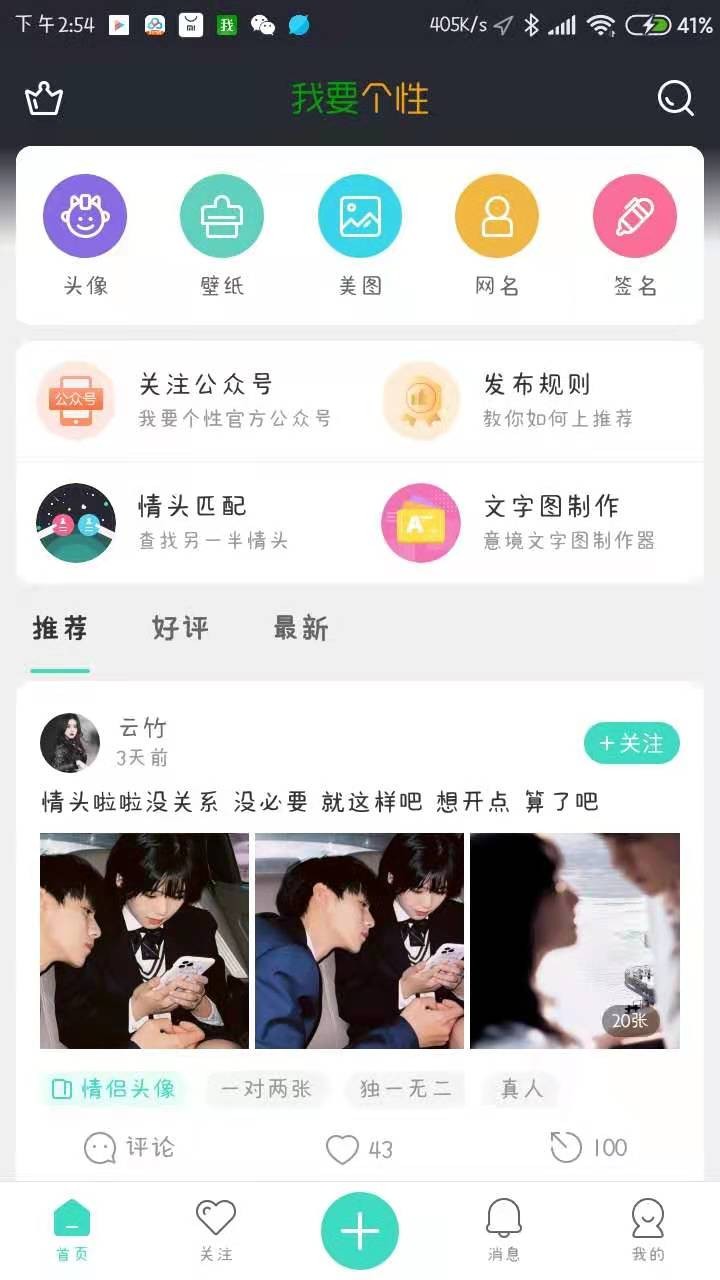 下午2:54
我
405K/s
41%
我要个性
头像 壁纸 美图 网名 签名
公众号
关注公众号
我要个性官方公众号
发布规则
教你如何上推荐
情头匹配
查找另一半情头
A
文字图制作
意境文字图制作器
推荐 好评 最新
云竹
3天前
+关注
情头啦啦没关系 没必要 就这样吧 想开点 算了吧
20张
情侣头像 一对两张 独一无二 真人
评论 43 100
首页 关注 消息 我的